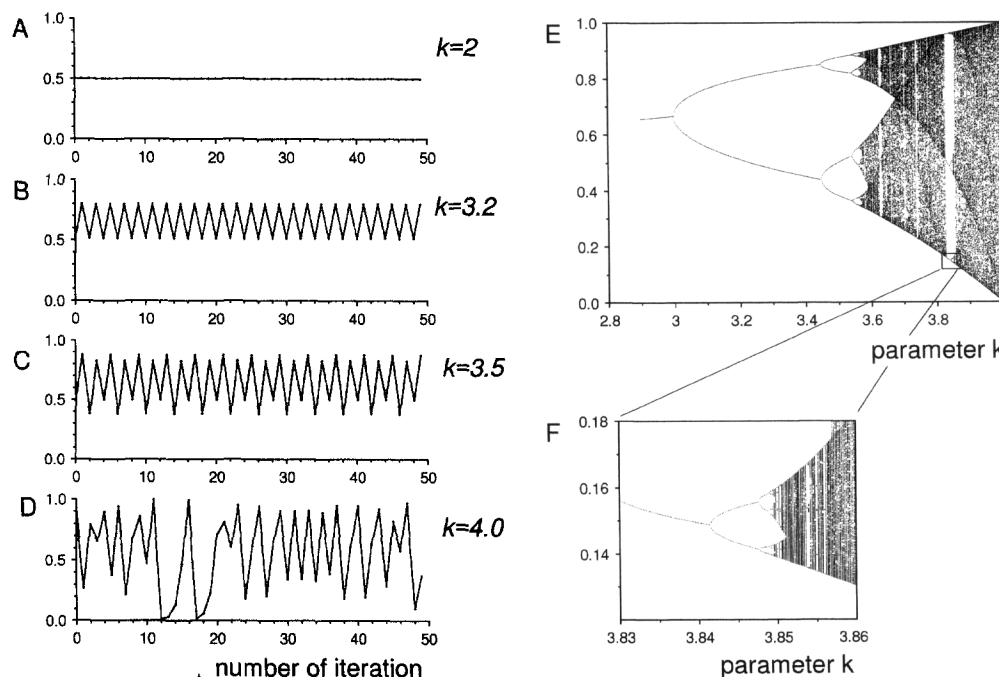 A
1.0
0.5
0.0
0 10 20 30 40 50
k=2
B
1.0
0.5
0.0
0 10 20 30 40 50
k=3.2
C
1.0
0.5
0.0
0 10 20 30 40 50
k=3.5
D
1.0
0.5
0.0
0 10 20 30 40 50
k=4.0
number of iteration
E
1.0
0.8
0.6
0.4
0.2
0.0
2.8 3 3.2 3.4 3.6 3.8
parameter k
F
0.18
0.16
0.14
3.83 3.84 3.85 3.86
parameter k